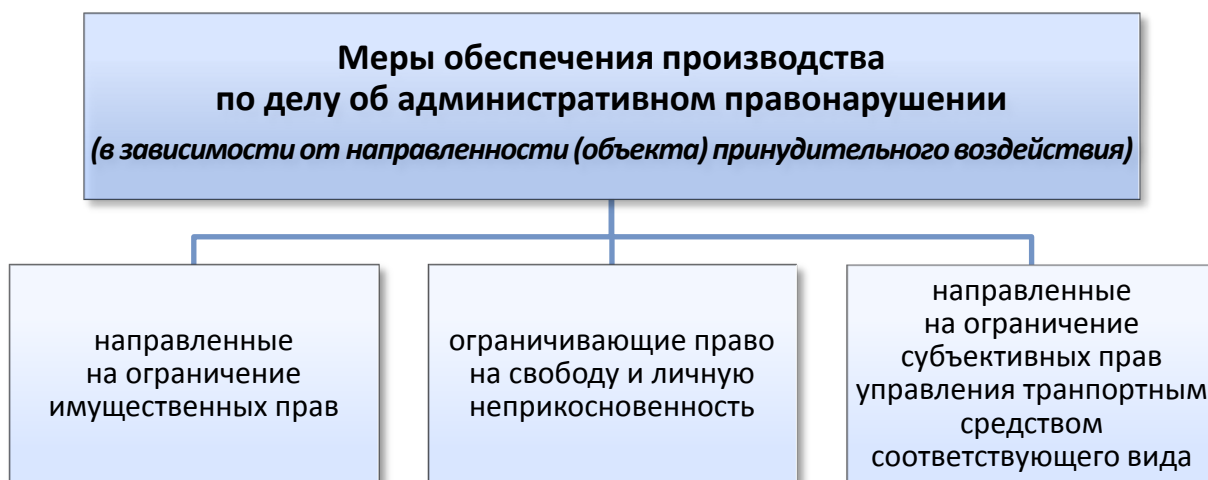 Меры обеспечения производства
по делу об административном правонарушении
(в зависимости от направленности (объекта) принудительного воздействия)
направленные
на ограничение
имущественных прав
ограничивающие право
на свободу и личную
неприкосновенность
направленные
на ограничение
субъективных прав
управления транпортным
средством
соответствующего вида